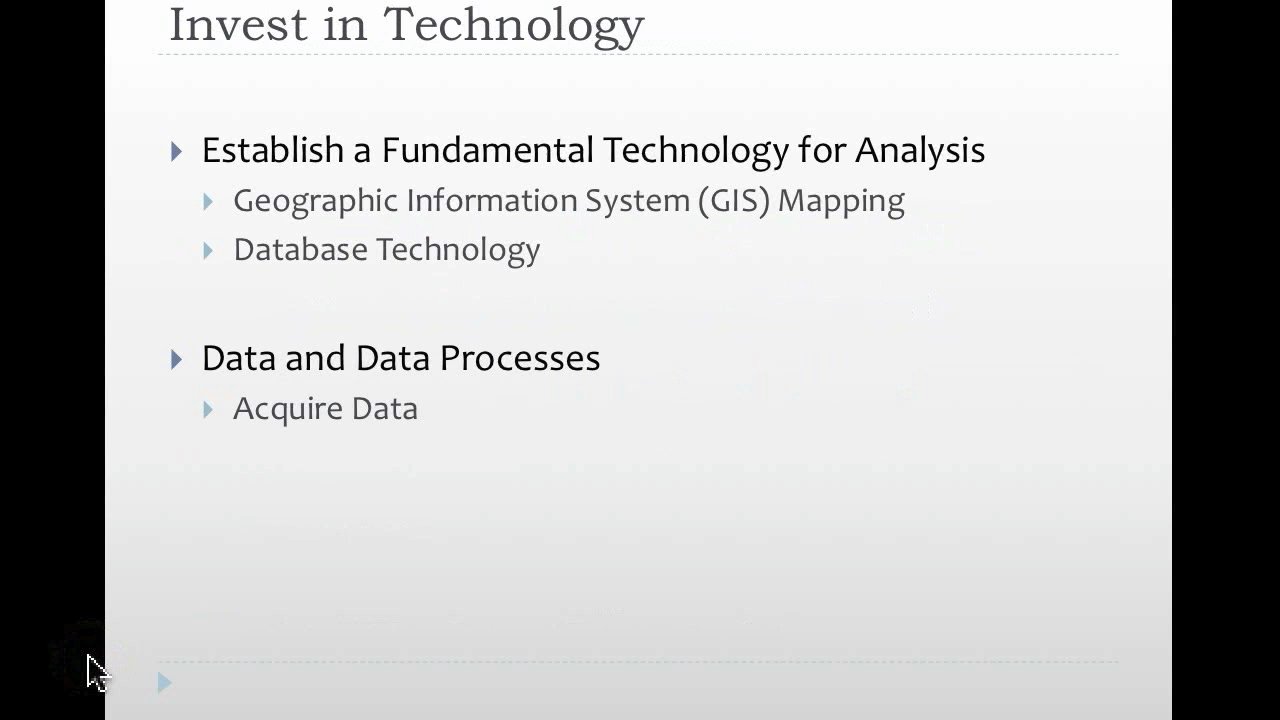 Invest in Technology
Establish a Fundamental Technology for Analysis
Geographic Information System (GIS) Mapping
Database Technology
Data and Data Processes
Acquire Data